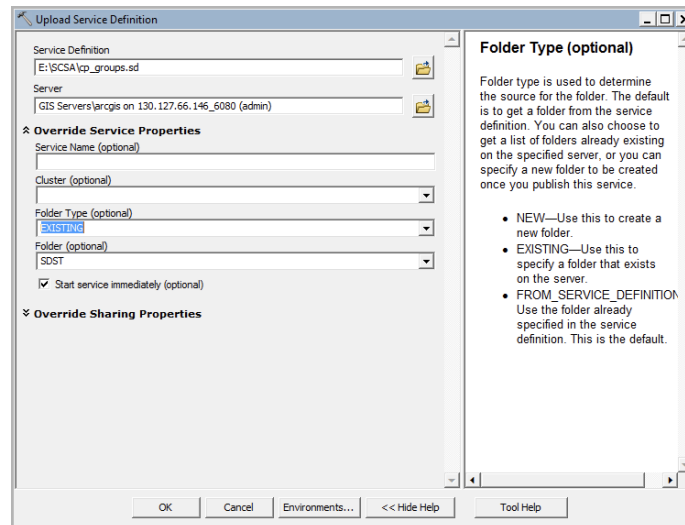 Upload Service Definition
Service Definition
E:\SCSA\cp_groups.sd
Server
GIS Servers\arcgis on 130.127.66.146_6080 (admin)
Override Service Properties
Service Name (optional)
Cluster (optional)
Folder Type (optional)
EXISTING
Folder (optional)
SDST
Start service immediately (optional)
Override Sharing Properties
OK
Cancel
Environments...
<< Hide Help
Tool Help
Folder Type (optional)
Folder type is used to determine
the source for the folder. The default
is to get a folder from the service
definition. You can also choose to
get a list of folders already existing
on the specified server, or you can
specify a new folder to be created
once you publish this service.
• NEW—Use this to create a
new folder.
• EXISTING—Use this to
specify a folder that exists
on the server.
• FROM_SERVICE_DEFINITION
Use the folder already
specified in the service
definition. This is the default.